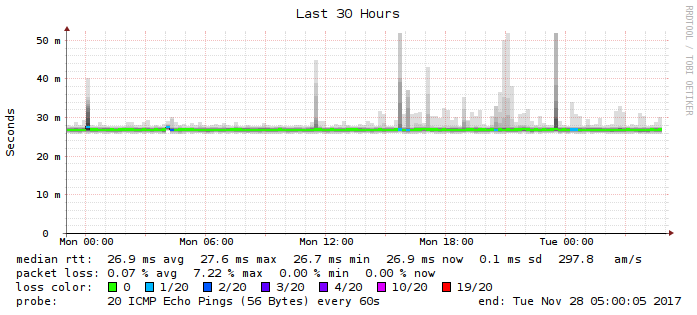 Last 30 Hours
RRDTOOL / TOBI OETIKER
Seconds
50 m
40 m
30 m
20 m
10 m
0
Mon 00:00 Mon 06:00 Mon 12:00 Mon 18:00 Tue 00:00
median rtt: 26.9 ms avg 27.6 ms max 26.7 ms min 26.9 ms now 0.1 ms sd 297.8 am/s
packet loss: 0.07 % avg 7.22 % max 0.00 % min 0.00 % now
loss color: 0 1/20 2/20 3/20 4/20 10/20 19/20
probe: 20 ICMP Echo Pings (56 Bytes) every 60s end: Tue Nov 28 05:00:05 2017